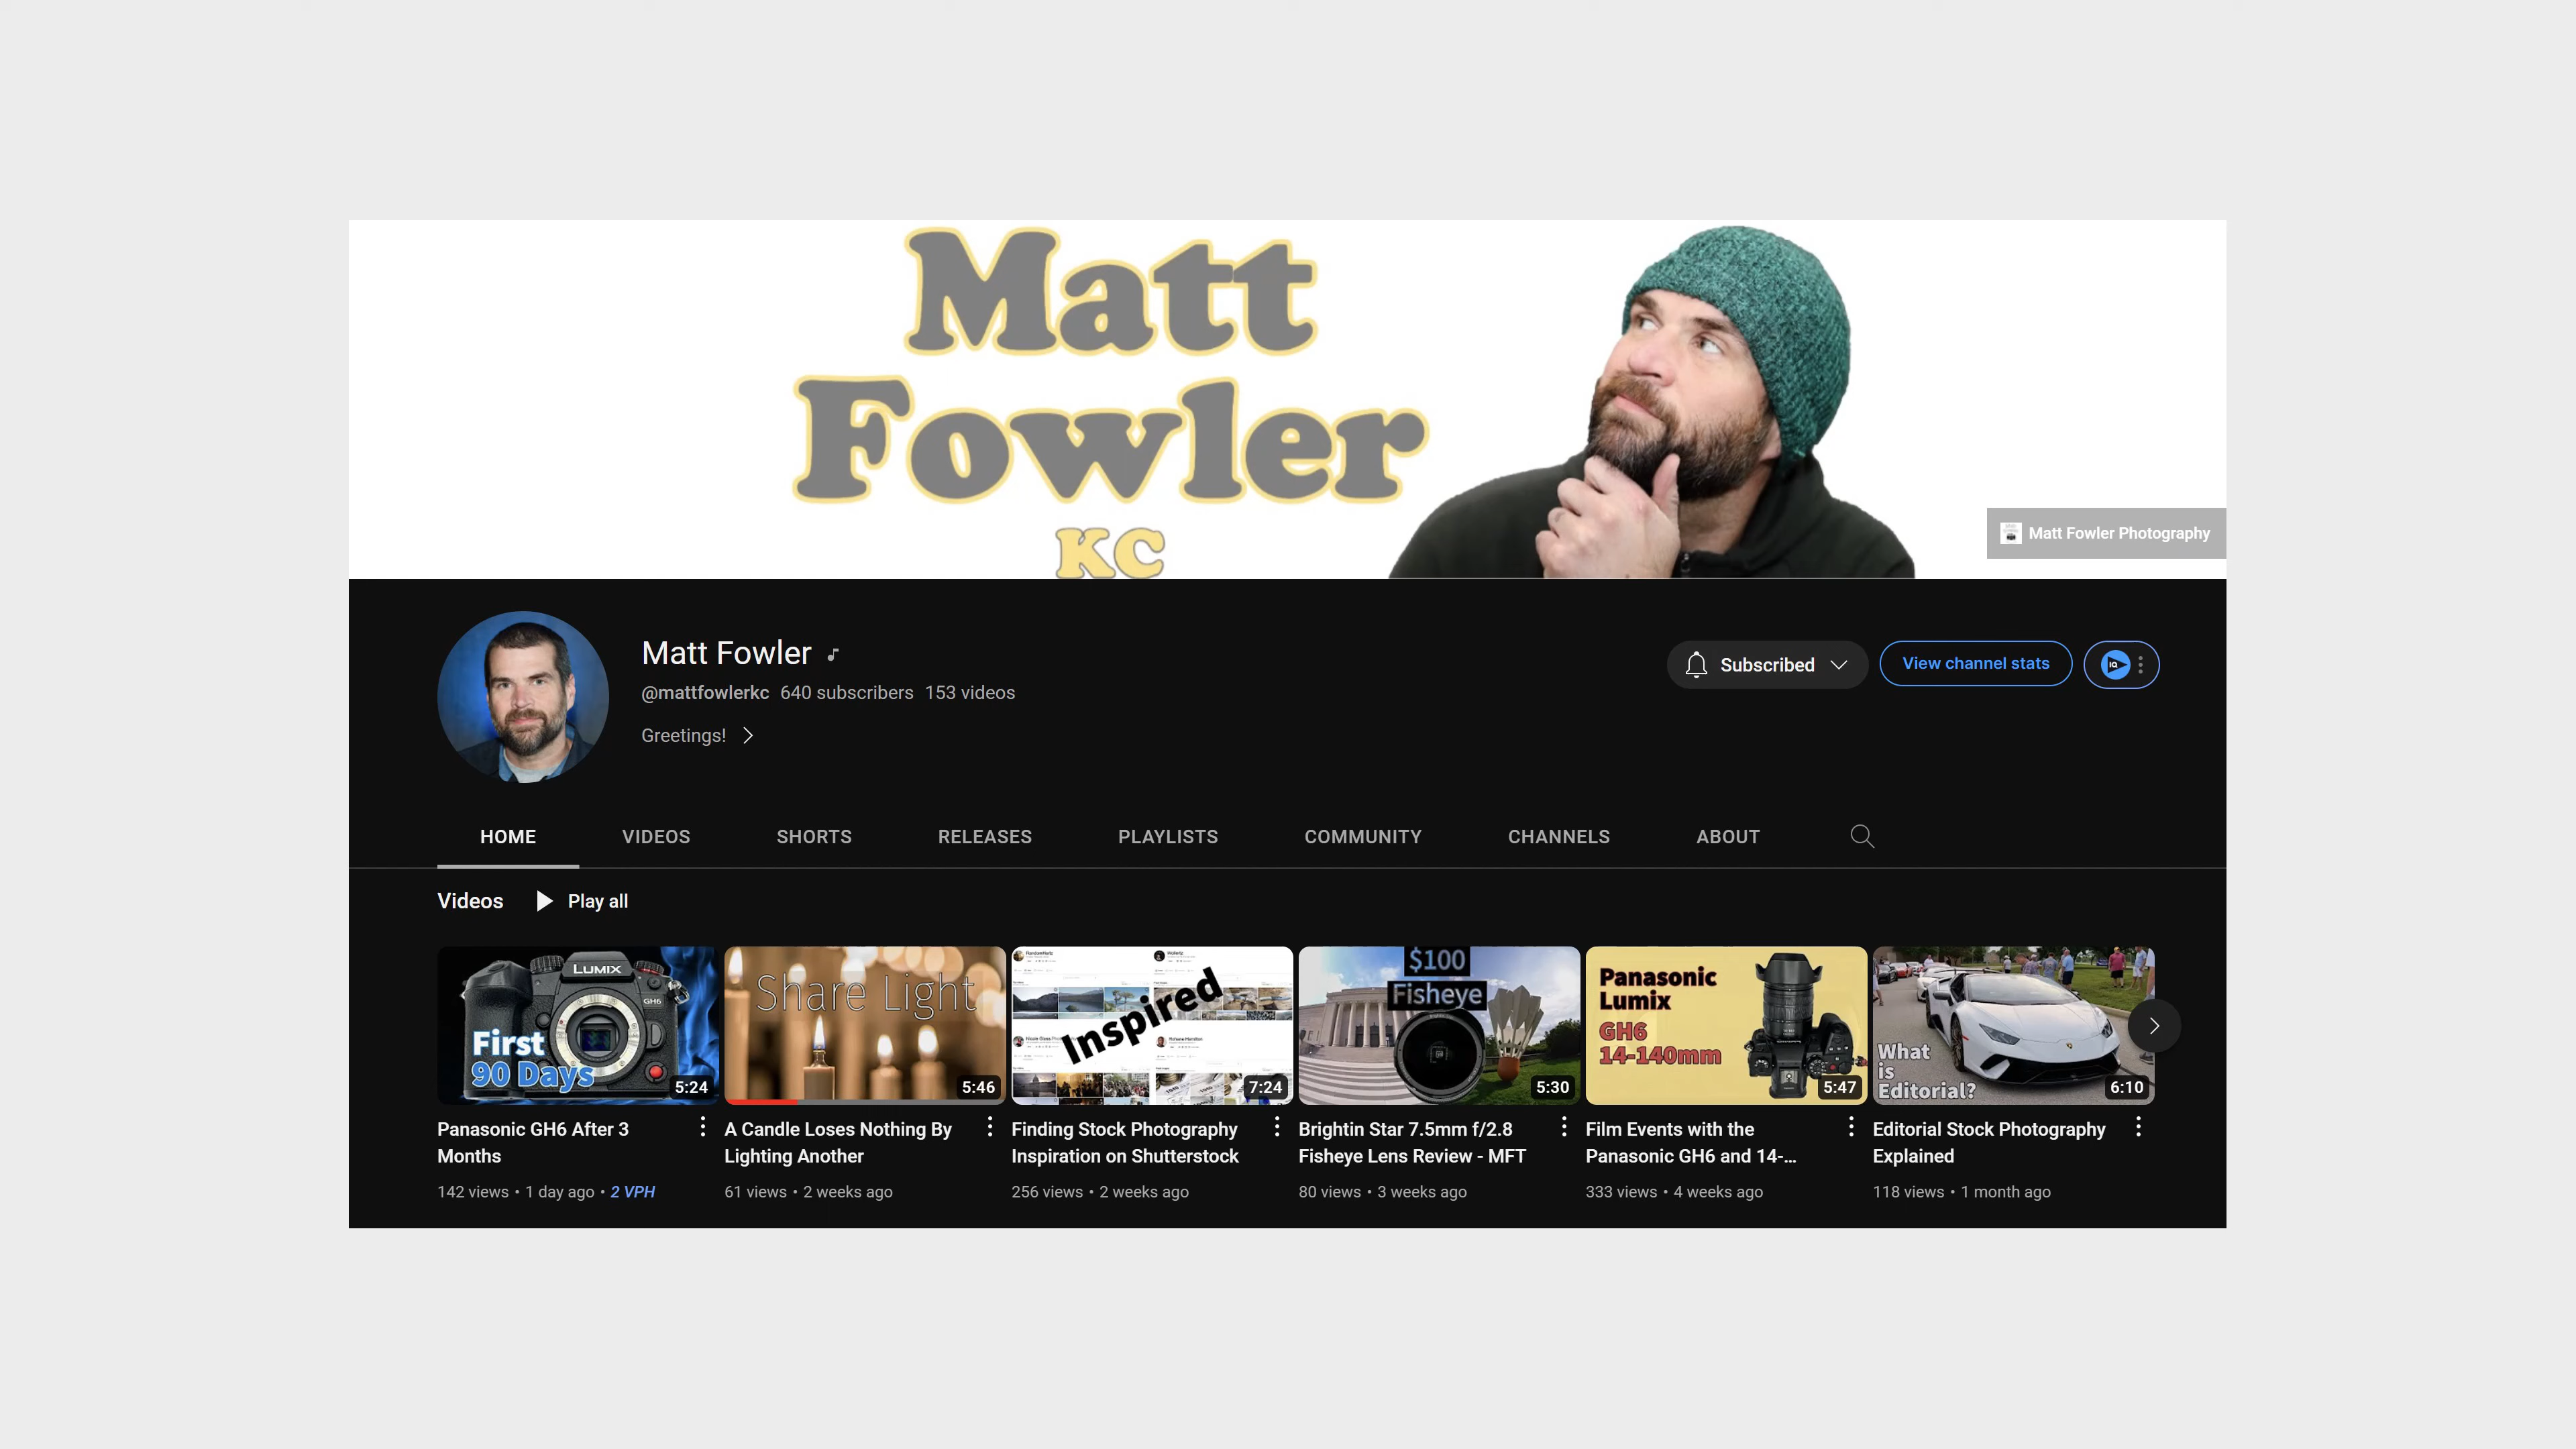 Matt
Fowler
KC
Matt Fowler Photography
Matt Fowler
@mattfowlerkc 640 subscribers 153 videos
Greetings!
Subscribed
View channel stats
IQ
HOME VIDEOS SHORTS RELEASES PLAYLISTS COMMUNITY CHANNELS ABOUT
Videos Play all
LUMIX
GH6
First
90 Days
5:24
Share Light
5:46
Inspired
7:24
$100
Fisheye
5:30
Panasonic
Lumix
GH6
14-140mm
5:47
What
is
Editorial?
6:10
Panasonic GH6 After 3
Months
142 views • 1 day ago • 2 VPH
A Candle Loses Nothing By
Lighting Another
61 views • 2 weeks ago
Finding Stock Photography
Inspiration on Shutterstock
256 views • 2 weeks ago
Brightin Star 7.5mm f/2.8
Fisheye Lens Review - MFT
80 views • 3 weeks ago
Film Events with the
Panasonic GH6 and 14-...
333 views • 4 weeks ago
Editorial Stock Photography
Explained
118 views • 1 month ago